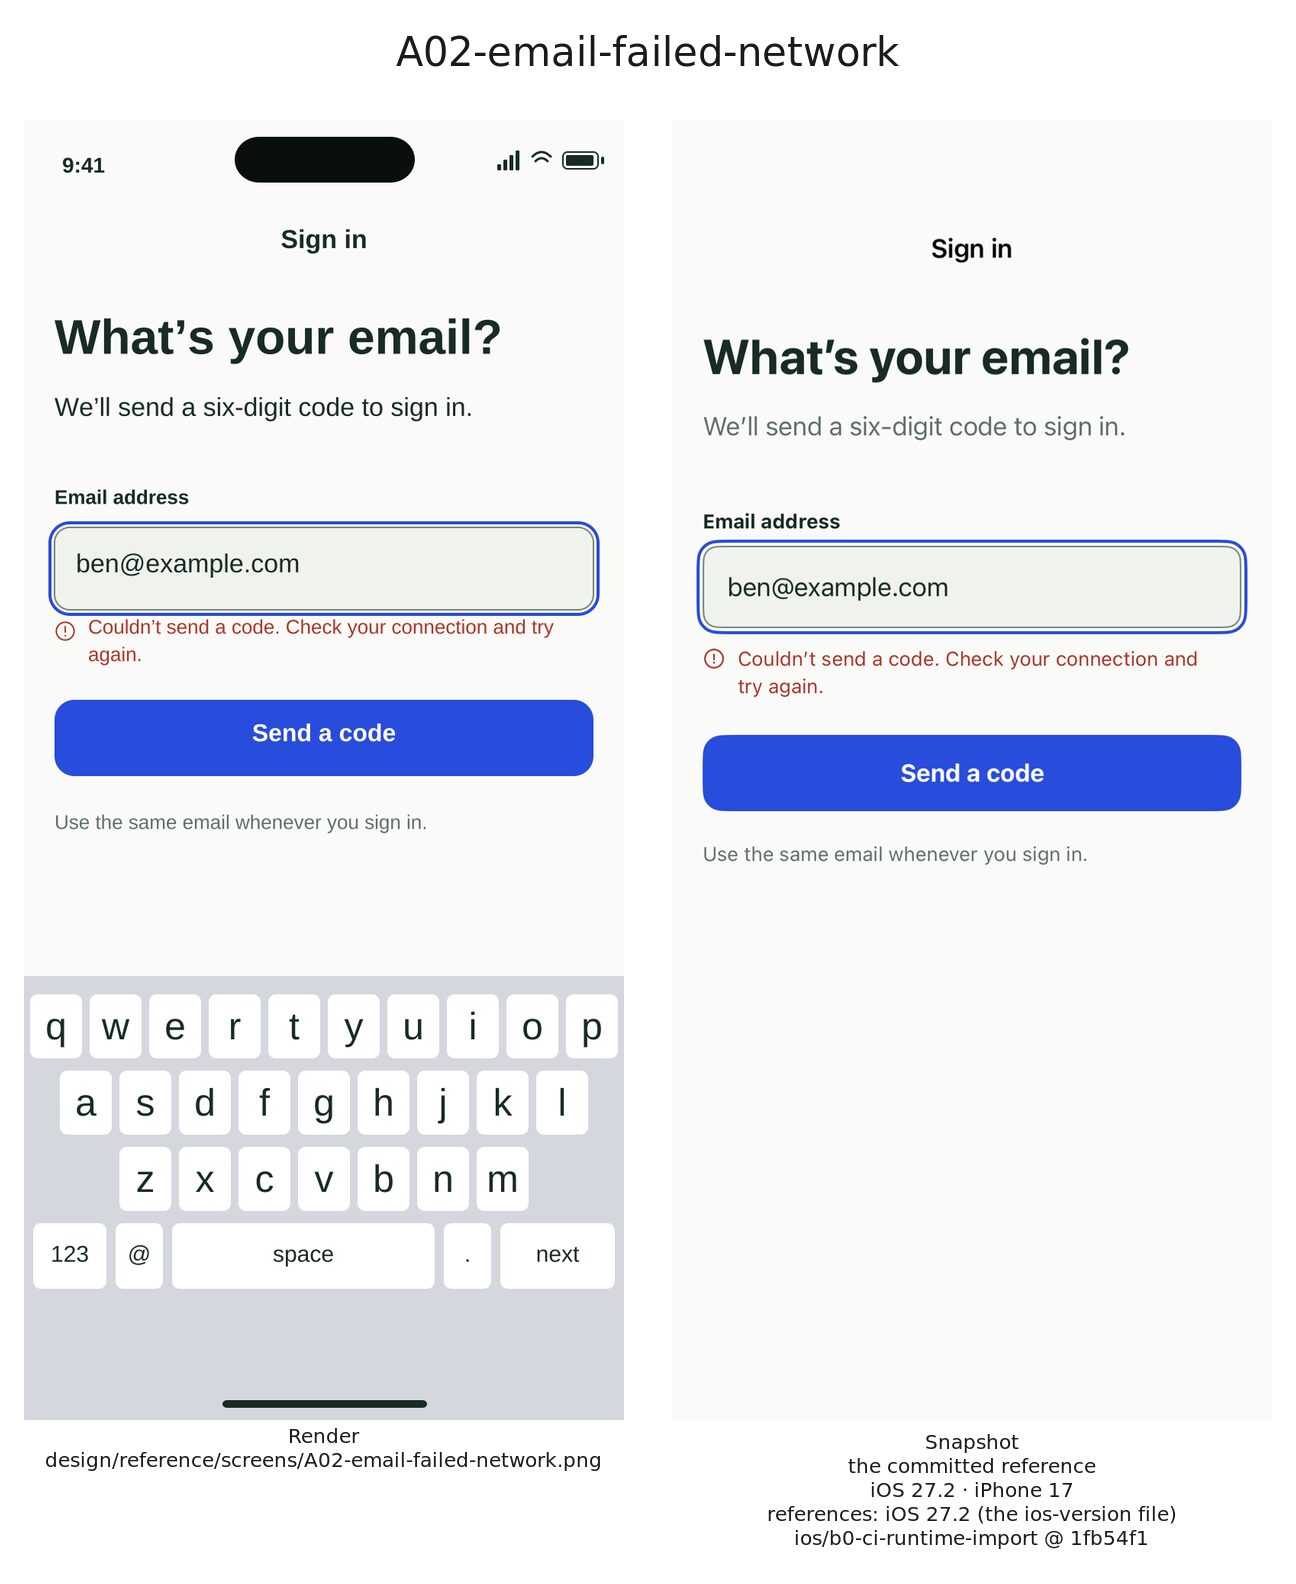 A02-email-failed-network
9:41
Sign in
What’s your email?
We’ll send a six-digit code to sign in.
Email address
ben@example.com
Couldn’t send a code. Check your connection and try
again.
Send a code
Use the same email whenever you sign in.
q w e r t y u i o p
a s d f g h j k l
z x c v b n m
123 @ space . next
Render
design/reference/screens/A02-email-failed-network.png
Sign in
What’s your email?
We’ll send a six-digit code to sign in.
Email address
ben@example.com
Couldn’t send a code. Check your connection and
try again.
Send a code
Use the same email whenever you sign in.
Snapshot
the committed reference
iOS 27.2 · iPhone 17
references: iOS 27.2 (the ios-version file)
ios/b0-ci-runtime-import @ 1fb54f1